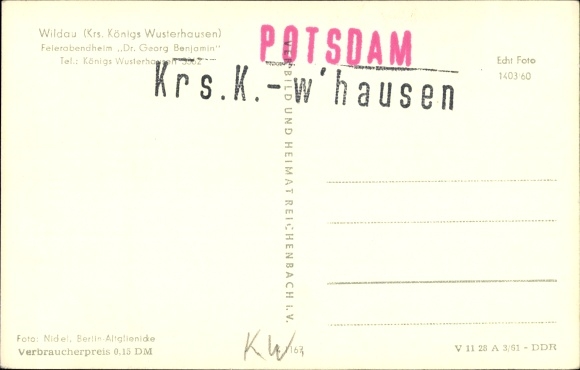 Wildau (Krs. Königs Wusterhausen)
Feierabendheim „Dr. Georg Benjamin"
Tel.: Königs Wusterhausen
POTSDAM
Krs.K.-w'hausen
Echt Foto
1403/60
VERLAG BILD UND HEIMAT REICHENBACH i. V.
Foto: Nickel, Berlin-Altglienicke
Verbraucherpreis 0,15 DM
KW
V 11 28 A 3/61 - DDR